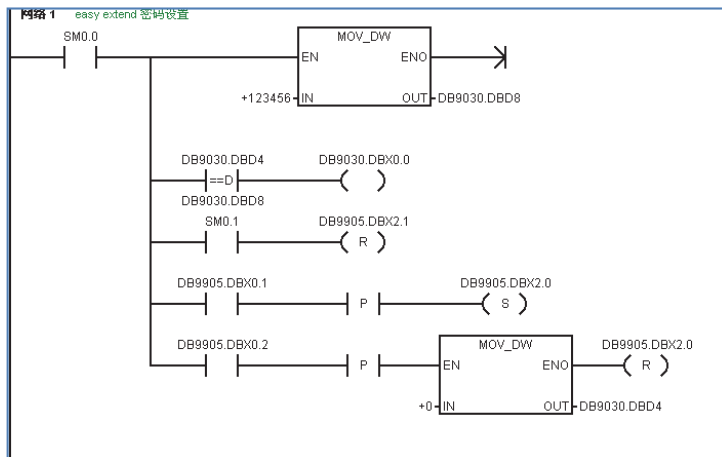 网络 1 easy extend 密码设置
SM0.0
MOV_DW
EN ENO
+123456 IN OUT DB9030.DBD8
DB9030.DBD4 DB9030.DBX0.0
==D
DB9030.DBD8
SM0.1 DB9905.DBX2.1
R
DB9905.DBX0.1 DB9905.DBX2.0
P S
DB9905.DBX0.2 MOV_DW DB9905.DBX2.0
P EN ENO R
+0 IN OUT DB9030.DBD4